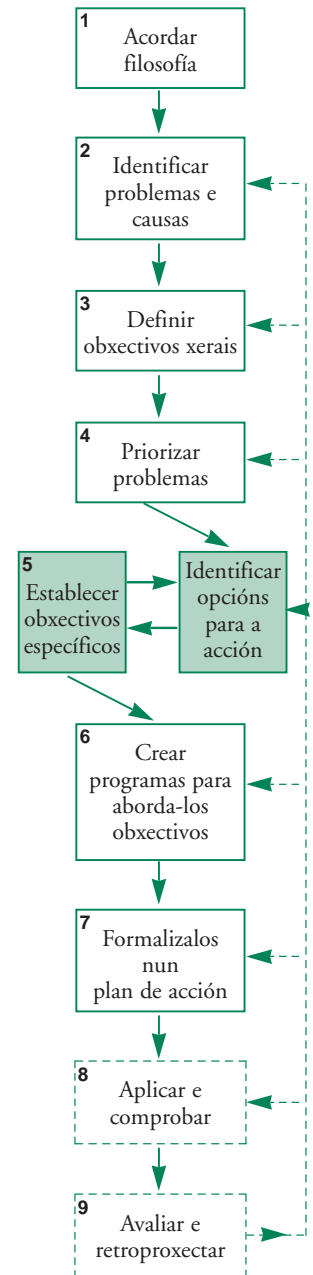 1
Acordar
filosofía
2
Identificar
problemas e
causas
3
Definir
obxectivos xerais
4
Priorizar
problemas
5
Establecer
obxectivos
específicos
Identificar
opcións
para a
acción
6
Crear
programas para
aborda-los
obxectivos
7
Formalizalos
nun
plan de acción
8
Aplicar e
comprobar
9
Avaliar e
retroproxectar